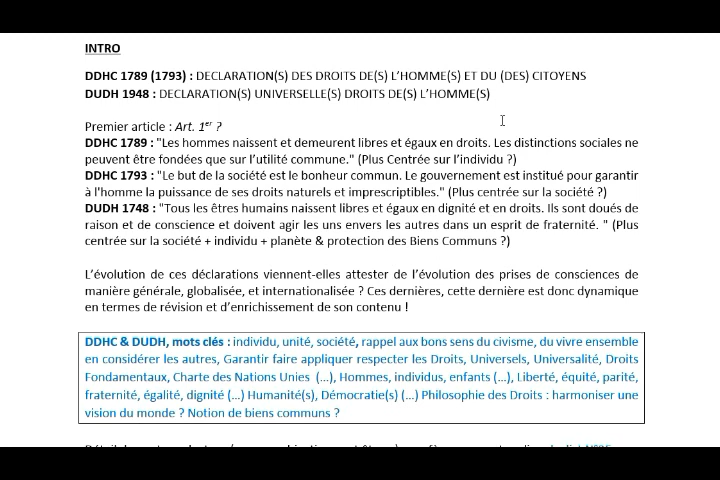 INTRO
DDHC 1789 (1793) : DECLARATION(S) DES DROITS DE(S) L'HOMME(S) ET DU (DES) CITOYENS
DUDH 1948 : DECLARATION(S) UNIVERSELLE(S) DROITS DE(S) L'HOMME(S)
Premier article : Art. 1er ?
DDHC 1789 : "Les hommes naissent et demeurent libres et égaux en droits. Les distinctions sociales ne
peuvent être fondées que sur l'utilité commune." (Plus Centrée sur l'individu ?)
DDHC 1793 : "Le but de la société est le bonheur commun. Le gouvernement est institué pour garantir
à l'homme la puissance de ses droits naturels et imprescriptibles." (Plus centrée sur la société ?)
DUDH 1748 : "Tous les êtres humains naissent libres et égaux en dignité et en droits. Ils sont doués de
raison et de conscience et doivent agir les uns envers les autres dans un esprit de fraternité. " (Plus
centrée sur la société + individu + planète & protection des Biens Communs ?)
L'évolution de ces déclarations viennent-elles attester de l'évolution des prises de consciences de
manière générale, globalisée, et internationalisée ? Ces dernières, cette dernière est donc dynamique
en termes de révision et d'enrichissement de son contenu !
DDHC & DUDH, mots clés : individu, unité, société, rappel aux bons sens du civisme, du vivre ensemble
en considérer les autres, Garantir faire appliquer respecter les Droits, Universels, Universalité, Droits
Fondamentaux, Charte des Nations Unies (...), Hommes, individus, enfants (...), Liberté, équité, parité,
fraternité, égalité, dignité (...) Humanité(s), Démocratie(s) (...) Philosophie des Droits : harmoniser une
vision du monde ? Notion de biens communs ?